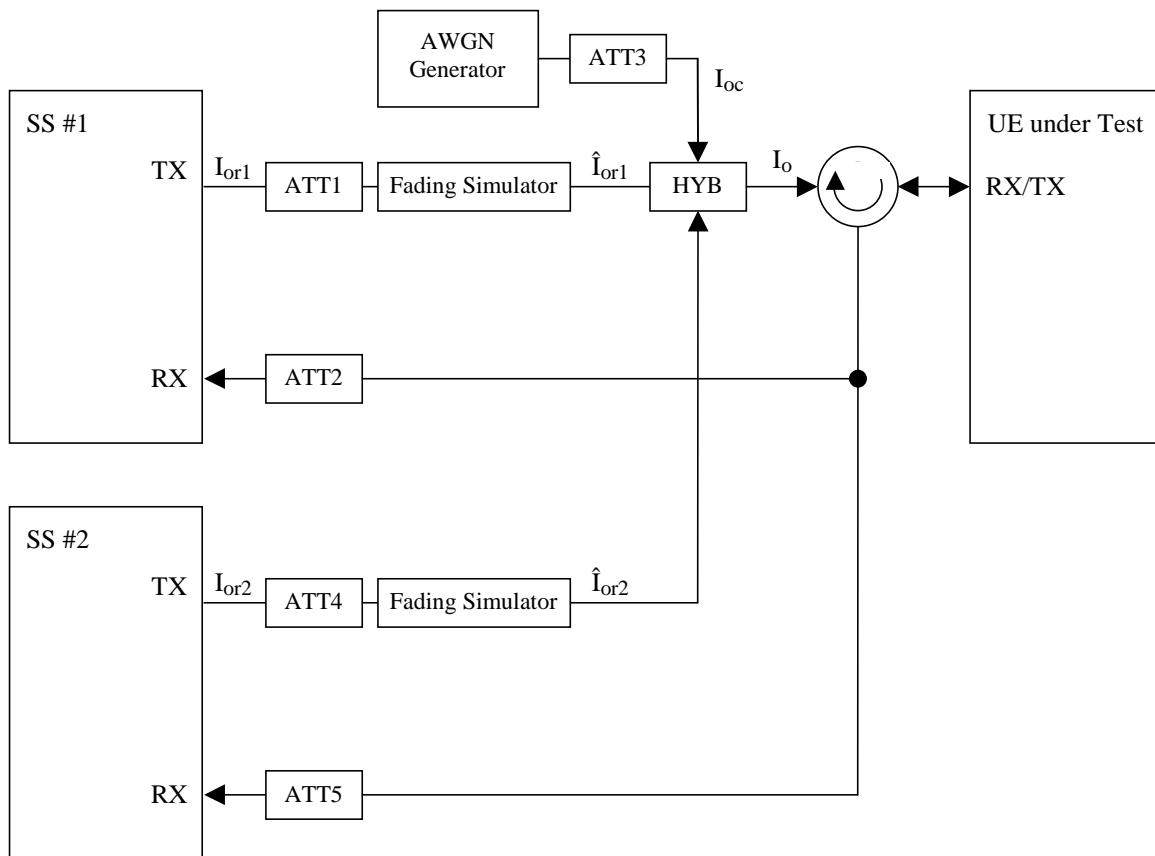 AWGN
Generator
ATT3
I_oc
SS #1
UE under Test
TX
I_or1
ATT1
Fading Simulator
Î_or1
HYB
I_o
RX/TX
RX
ATT2
SS #2
TX
I_or2
ATT4
Fading Simulator
Î_or2
RX
ATT5